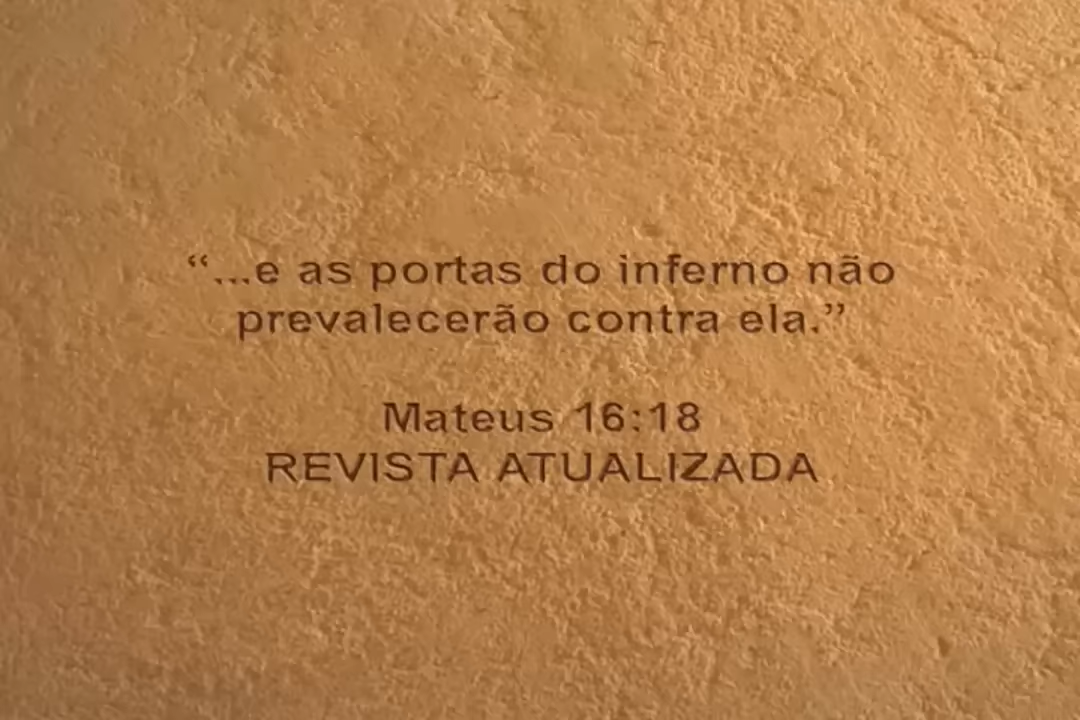 “...e as portas do inferno não
prevalecerão contra ela.”
Mateus 16:18
REVISTA ATUALIZADA